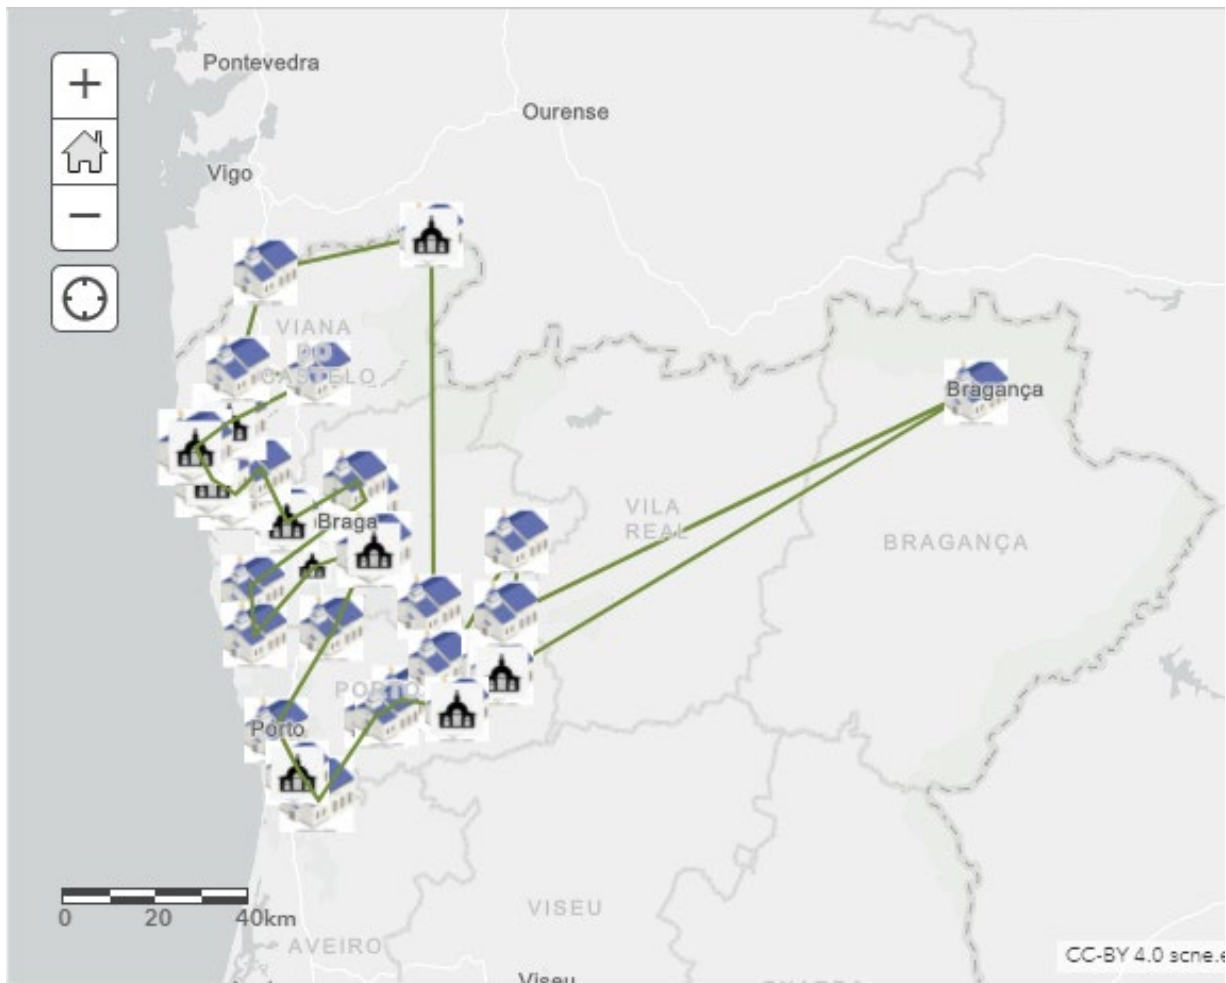 Pontevedra
Ourense
Vigo
VIANA
DO
CASTELO
Bragança
Braga
VILA
REAL
BRAGANÇA
PORTO
Porto
0 20 40km
VISEU
AVEIRO
Viseu
CC-BY 4.0 scne.e